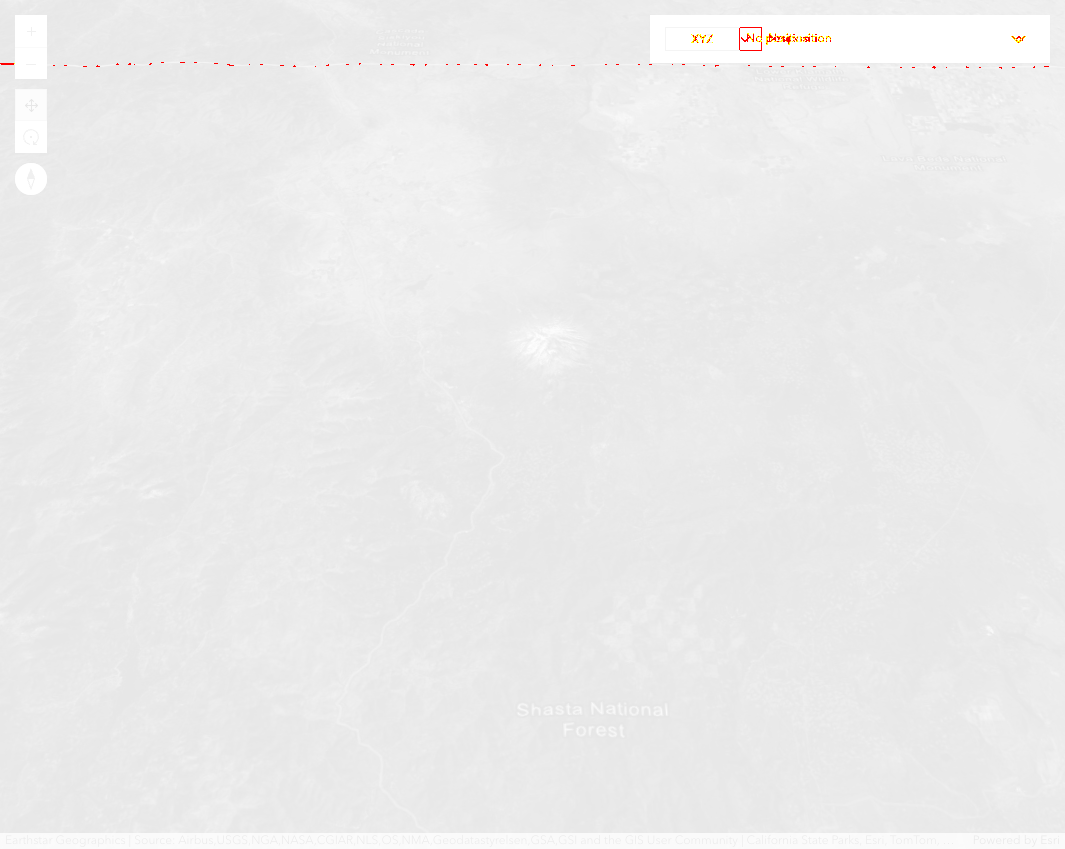 XYZ
No position
Shasta National
Forest
Earthstar Geographics | Source: Airbus,USGS,NGA,NASA,CGIAR,NLS,OS,NMA,Geodatastyrelsen,GSA,GSI and the GIS User Community | California State Parks, Esri, TomTom, Powered by Esri